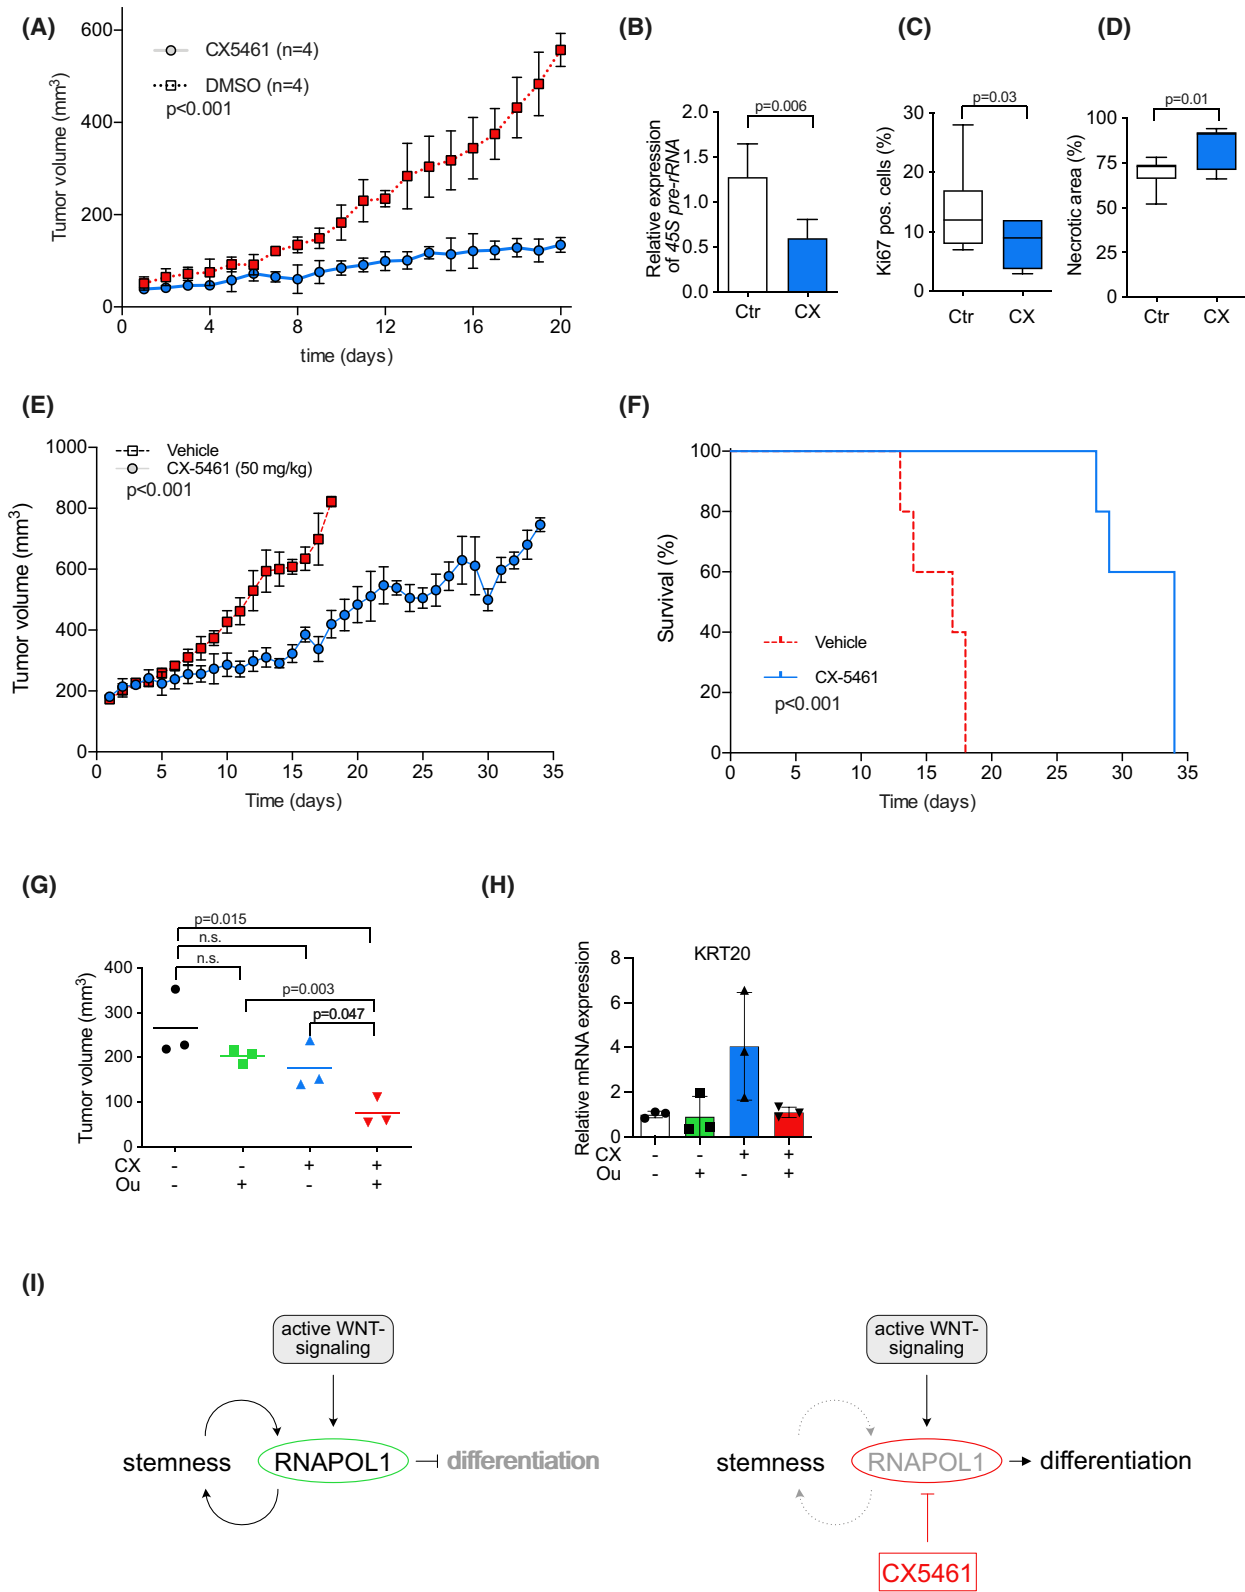 (A)
600
400
200
0
Tumor volume (mm³)
CX5461 (n=4)
DMSO (n=4)
p<0.001
0
4
8
12
16
20
time (days)
(B)
p=0.006
2.0
1.5
1.0
0.5
0.0
Relative expression
of 45S pre-rRNA
Ctr
CX
(C)
p=0.03
30
20
10
0
Ki67 pos. cells (%)
Ctr
CX
(D)
p=0.01
100
75
50
25
0
Necrotic area (%)
Ctr
CX
(E)
1000
800
600
400
200
0
Tumor volume (mm³)
Vehicle
CX-5461 (50 mg/kg)
p<0.001
0
5
10
15
20
25
30
35
Time (days)
(F)
100
80
60
40
20
0
Survival (%)
Vehicle
CX-5461
p<0.001
0
5
10
15
20
25
30
35
Time (days)
(G)
p=0.015
n.s.
n.s.
p=0.003
p=0.047
400
300
200
100
0
Tumor volume (mm³)
CX - - + +
Ou - + - +
(H)
KRT20
8
6
4
2
0
Relative mRNA expression
CX - - + +
Ou - + - +
(I)
active WNT-
signaling
stemness
RNAPOL1
differentiation
active WNT-
signaling
stemness
RNAPOL1
differentiation
CX5461